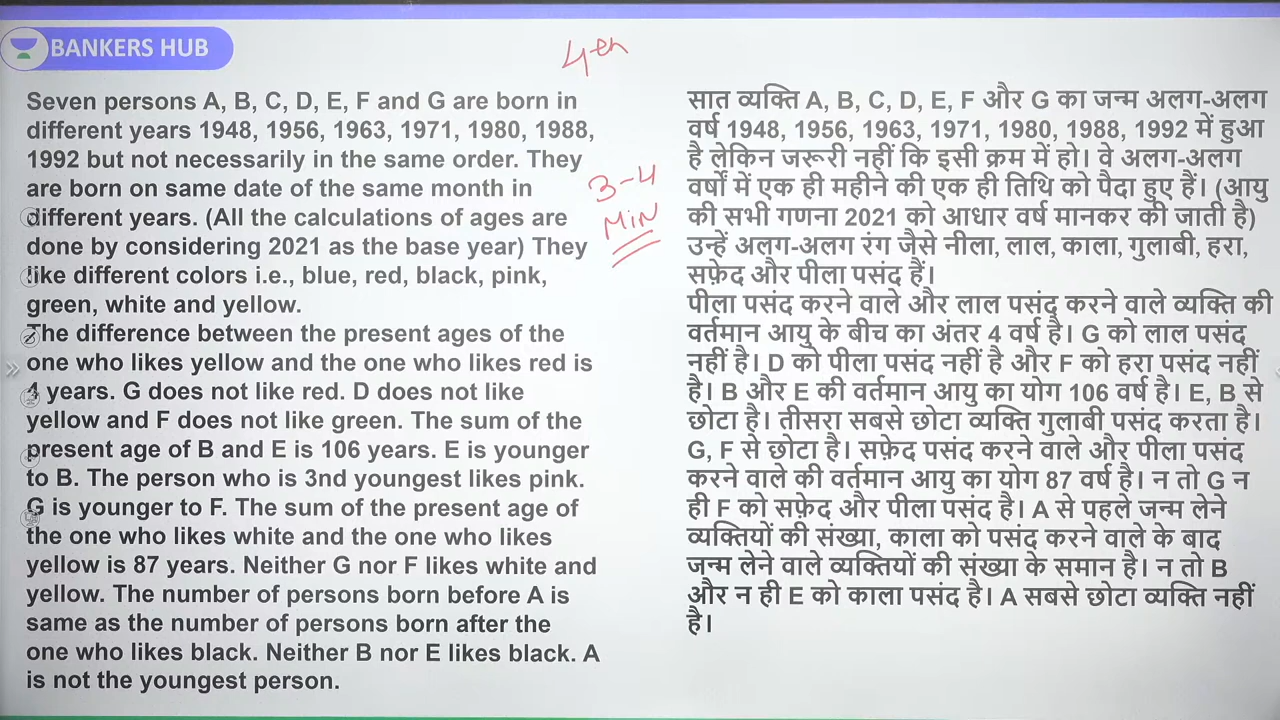 BANKERS HUB
4th
Seven persons A, B, C, D, E, F and G are born in
different years 1948, 1956, 1963, 1971, 1980, 1988,
1992 but not necessarily in the same order. They
are born on same date of the same month in
different years. (All the calculations of ages are
done by considering 2021 as the base year) They
like different colors i.e., blue, red, black, pink,
green, white and yellow.
The difference between the present ages of the
one who likes yellow and the one who likes red is
4 years. G does not like red. D does not like
yellow and F does not like green. The sum of the
present age of B and E is 106 years. E is younger
to B. The person who is 3nd youngest likes pink.
G is younger to F. The sum of the present age of
the one who likes white and the one who likes
yellow is 87 years. Neither G nor F likes white and
yellow. The number of persons born before A is
same as the number of persons born after the
one who likes black. Neither B nor E likes black. A
is not the youngest person.
3-4
MIN
सात व्यक्ति A, B, C, D, E, F और G का जन्म अलग-अलग
वर्ष 1948, 1956, 1963, 1971, 1980, 1988, 1992 में हुआ
है लेकिन जरूरी नहीं कि इसी क्रम में हो। वे अलग-अलग
वर्षों में एक ही महीने की एक ही तिथि को पैदा हुए हैं। (आयु
की सभी गणना 2021 को आधार वर्ष मानकर की जाती है)
उन्हें अलग-अलग रंग जैसे नीला, लाल, काला, गुलाबी, हरा,
सफ़ेद और पीला पसंद हैं।
पीला पसंद करने वाले और लाल पसंद करने वाले व्यक्ति की
वर्तमान आयु के बीच का अंतर 4 वर्ष है। G को लाल पसंद
नहीं है। D को पीला पसंद नहीं है और F को हरा पसंद नहीं
है। B और E की वर्तमान आयु का योग 106 वर्ष है। E, B से
छोटा है। तीसरा सबसे छोटा व्यक्ति गुलाबी पसंद करता है।
G, F से छोटा है। सफ़ेद पसंद करने वाले और पीला पसंद
करने वाले की वर्तमान आयु का योग 87 वर्ष है। न तो G न
ही F को सफ़ेद और पीला पसंद है। A से पहले जन्म लेने
व्यक्तियों की संख्या, काला को पसंद करने वाले के बाद
जन्म लेने वाले व्यक्तियों की संख्या के समान है। न तो B
और न ही E को काला पसंद है। A सबसे छोटा व्यक्ति नहीं
है।